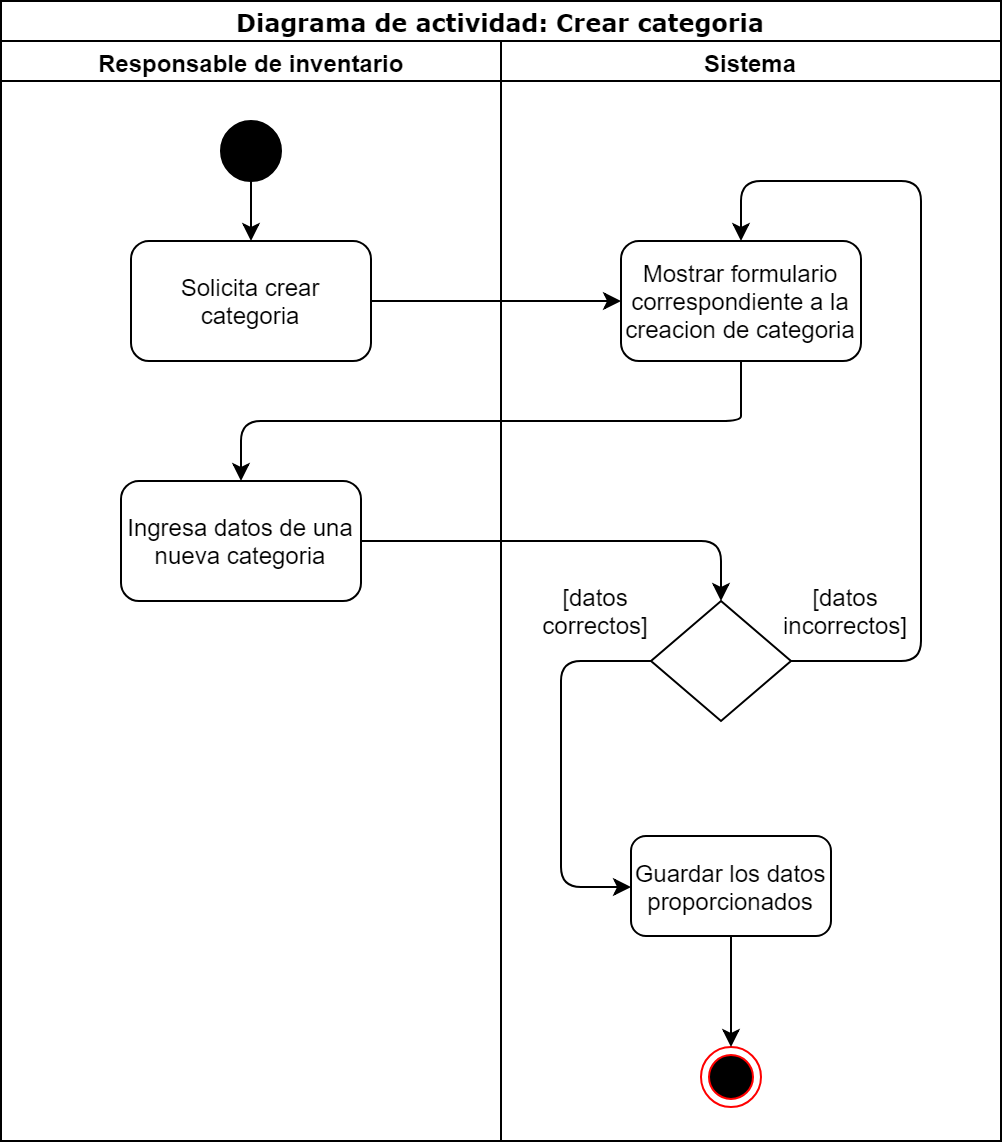 Diagrama de actividad: Crear categoria
Responsable de inventario
Sistema
Solicita crear
categoria
Mostrar formulario
correspondiente a la
creacion de categoria
Ingresa datos de una
nueva categoria
[datos
correctos]
[datos
incorrectos]
Guardar los datos
proporcionados